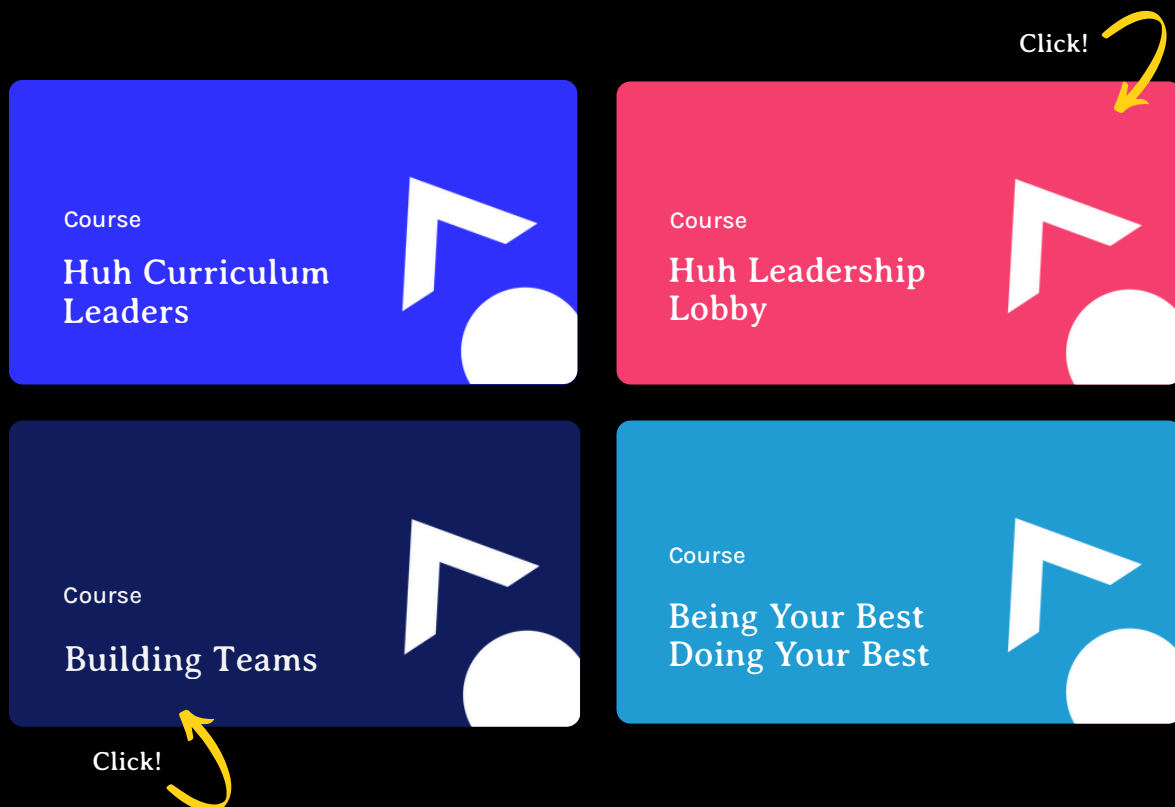 Click!
Course
Huh Curriculum
Leaders
Course
Huh Leadership
Lobby
Course
Building Teams
Course
Being Your Best
Doing Your Best
Click!